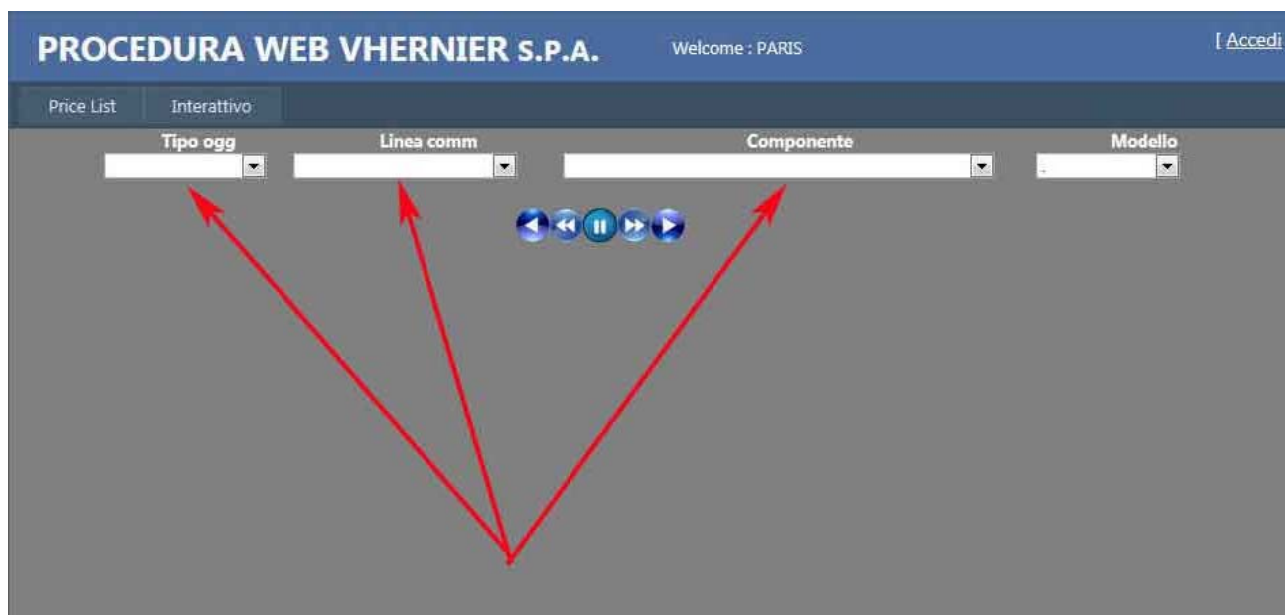 PROCEDURA WEB VHERNIER S.P.A. Welcome : PARIS [ Accedi
Price List Interattivo
Tipo ogg Linea comm Componente Modello
.